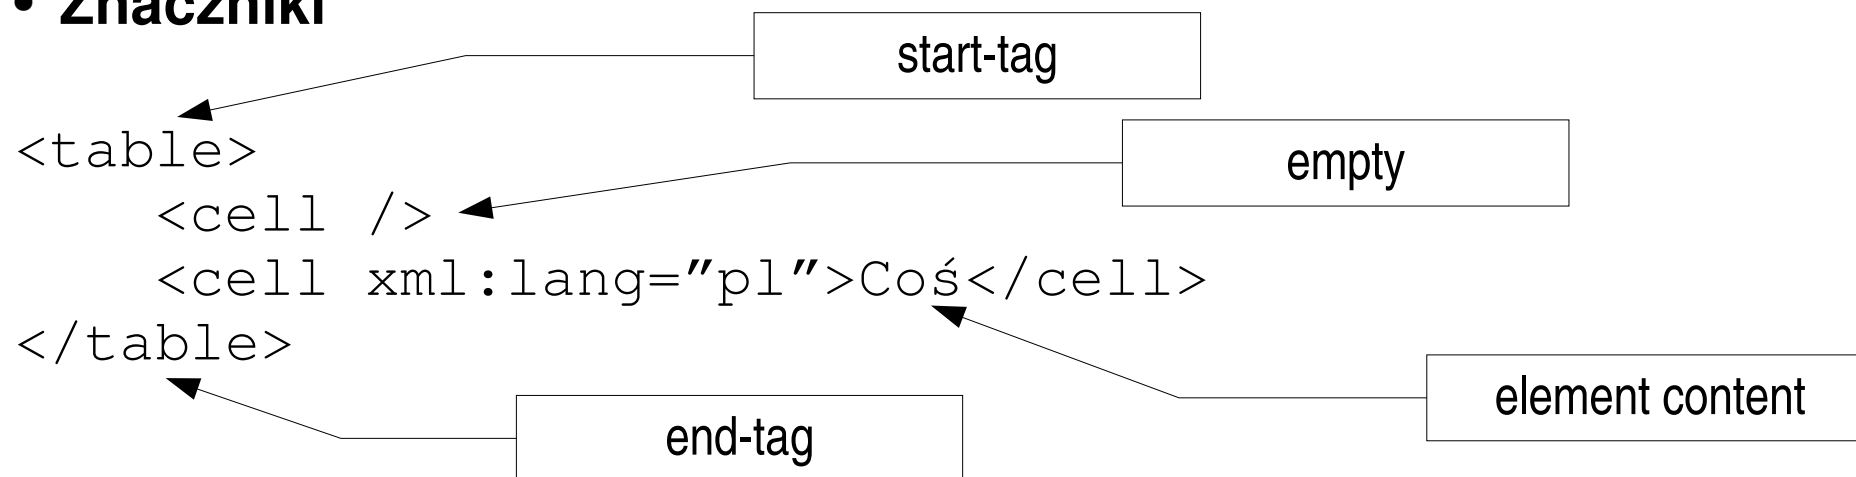 • Znaczniki
start-tag
<table>
empty
<cell />
<cell xml:lang=″pl″>Coś</cell>
</table>
element content
end-tag